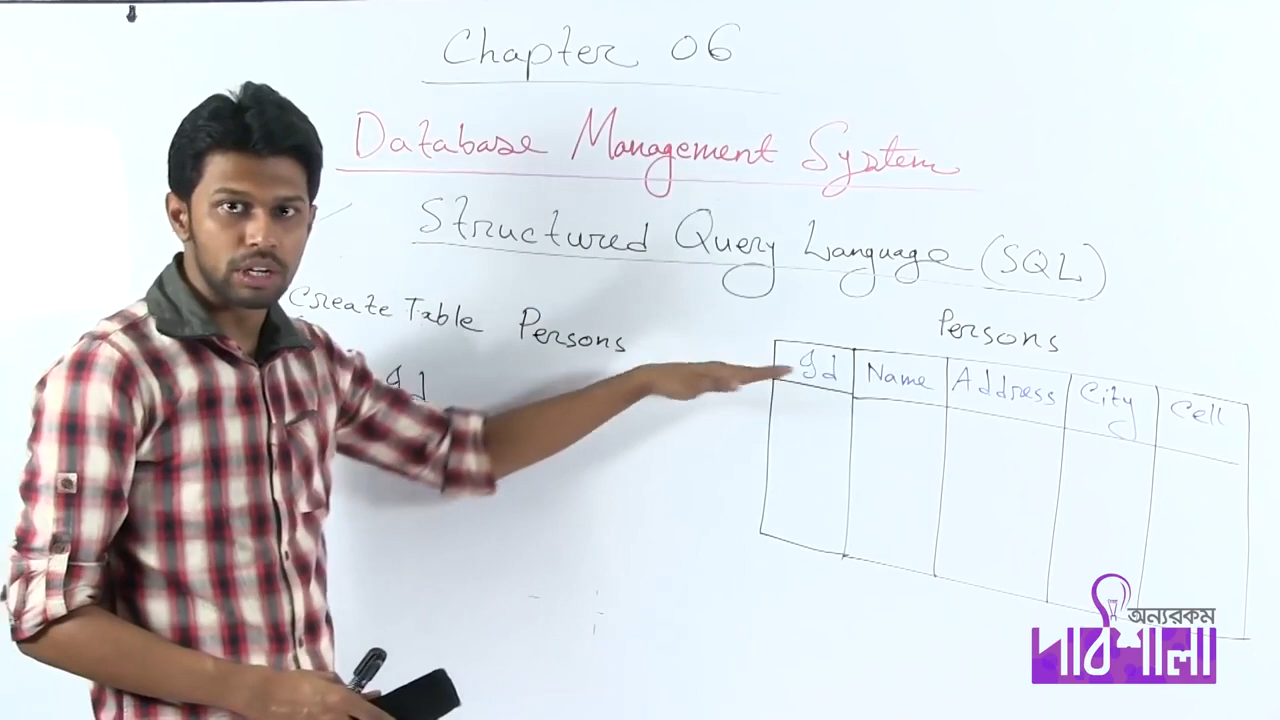 Chapter 06
Database Management System
Structured Query Language (SQL)
Create Table Persons
Id
Persons
Id Name Address City Cell
অন্যরকম
পাঠশালা